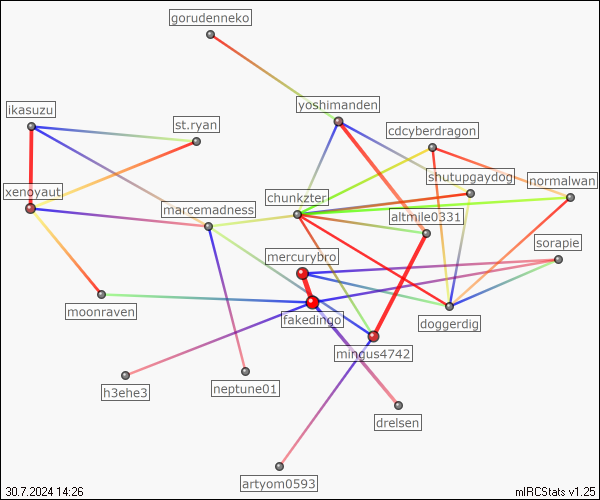 gorudenneko
ikasuzu
yoshimanden
st.ryan
cdcyberdragon
shutupgaydog
normalwan
xenoyaut
marcemadness
chunkzter
altmile0331
sorapie
mercurybro
moonraven
fakedingo
doggerdig
mingus4742
h3ehe3
neptune01
drelsen
artyom0593
30.7.2024 14:26
mIRCStats v1.25